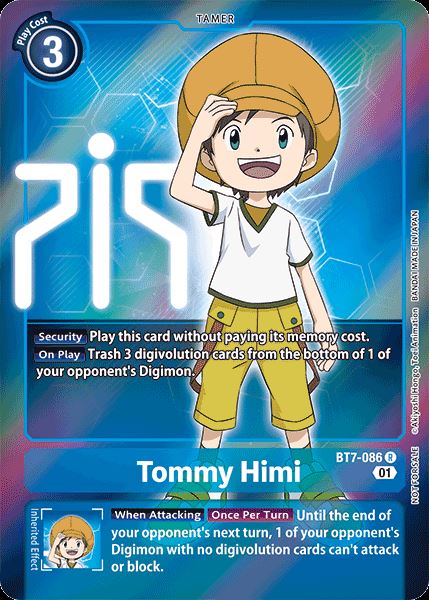 TAMER
Play Cost
3
Security Play this card without paying its memory cost.
On Play Trash 3 digivolution cards from the bottom of 1 of
your opponent's Digimon.
©Akiyoshi Hongo, Toei Animation BANDAI MADE IN JAPAN
NOT FOR SALE
BT7-086 R
Tommy Himi
01
Inherited Effect
When Attacking Once Per Turn Until the end of
your opponent's next turn, 1 of your opponent's
Digimon with no digivolution cards can't attack
or block.